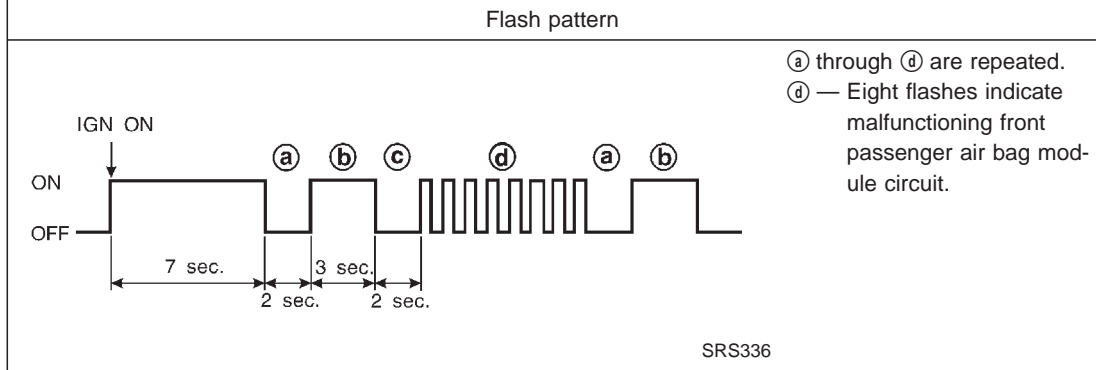 Flash pattern
ⓐ through ⓓ are repeated.
ⓓ — Eight flashes indicate
malfunctioning front
passenger air bag mod-
ule circuit.
IGN ON
ⓐ ⓑ ⓒ ⓓ ⓐ ⓑ
ON
OFF
7 sec. 3 sec.
2 sec. 2 sec.
SRS336